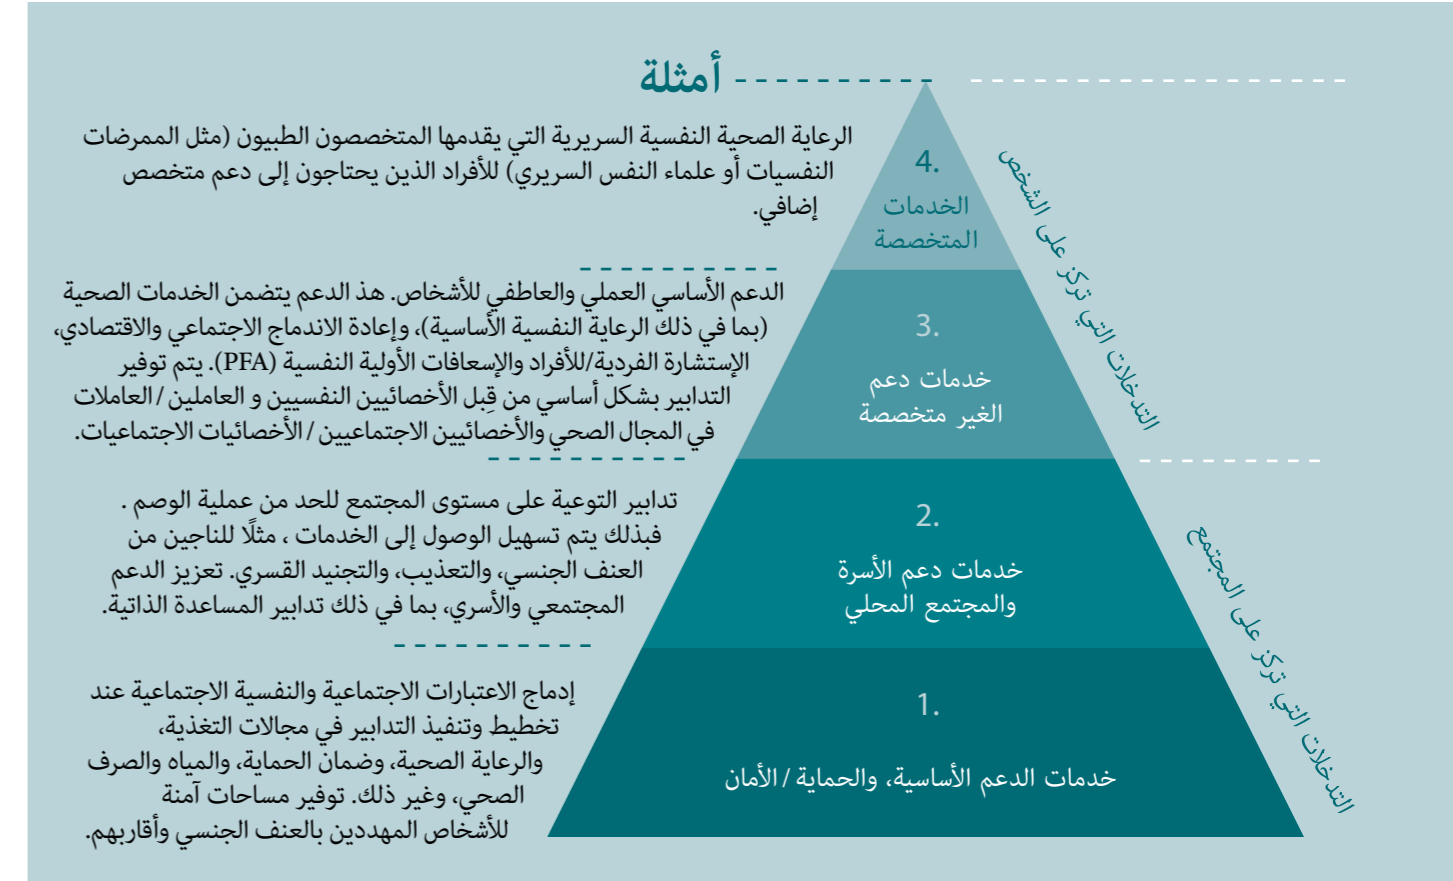 أمثلة
الرعاية الصحية النفسية السريرية التي يقدمها المتخصصون الطبيون (مثل الممرضات
النفسيات أو علماء النفس السريري) للأفراد الذين يحتاجون إلى دعم متخصص
إضافي.
4.
الخدمات
المتخصصة
التدخلات التي تركز على الشخص
الدعم الأساسي العملي والعاطفي للأشخاص. هذ الدعم يتضمن الخدمات الصحية
(بما في ذلك الرعاية النفسية الأساسية)، وإعادة الاندماج الاجتماعي والاقتصادي،
الإستشارة الفردية/للأفراد والإسعافات الأولية النفسية (PFA). يتم توفير
التدابير بشكل أساسي من قِبل الأخصائيين النفسيين و العاملين / العاملات
في المجال الصحي والأخصائيين الاجتماعيين / الأخصائيات الاجتماعيات.
3.
خدمات دعم
الغير متخصصة
تدابير التوعية على مستوى المجتمع للحد من عملية الوصم .
فبذلك يتم تسهيل الوصول إلى الخدمات ، مثلًا للناجين من
العنف الجنسي، والتعذيب، والتجنيد القسري. تعزيز الدعم
المجتمعي والأسري، بما في ذلك تدابير المساعدة الذاتية.
2.
خدمات دعم الأسرة
والمجتمع المحلي
التدخلات التي تركز على المجتمع
إدماج الاعتبارات الاجتماعية والنفسية الاجتماعية عند
تخطيط وتنفيذ التدابير في مجالات التغذية،
والرعاية الصحية، وضمان الحماية، والمياه والصرف
الصحي، وغير ذلك. توفير مساحات آمنة
للأشخاص المهددين بالعنف الجنسي وأقاربهم.
1.
خدمات الدعم الأساسية، والحماية / الأمان